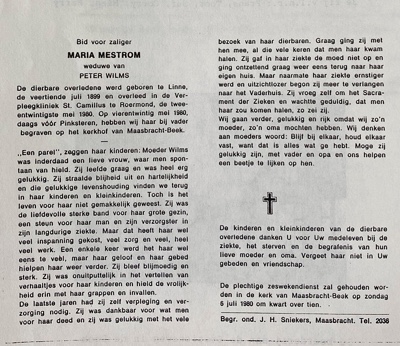 Bid voor zaliger
MARIA MESTROM
weduwe van
PETER WILMS
De dierbare overledene werd geboren te Linne,
de veertiende juli 1899 en overleed in de Ver-
pleegkliniek St. Camillus te Roermond, de twee-
entwintigste mei 1980. Op vierentwintig mei 1980,
daags vóór Pinksteren, hebben wij haar bij vader
begraven op het kerkhof van Maasbracht-Beek.
„Een parel”, zeggen haar kinderen: Moeder Wilms
was inderdaad een lieve vrouw, waar men spon-
taan van hield. Zij leefde graag en was heel erg
gelukkig. Zij straalde blijheid uit en hartelijkheid
en die gelukkige levenshouding vinden we terug
in haar kinderen en kleinkinderen. Toch is het
leven voor haar niet gemakkelijk geweest. Zij was
de liefdevolle sterke band voor haar grote gezin,
een steun voor haar man en zijn verzorgster in
zijn langdurige ziekte. Maar dat heeft haar wel
veel inspanning gekost, veel zorg en veel, heel
veel werk. Een enkele keer werd het haar wel
eens te veel, maar haar geloof en haar gebed
hielpen haar weer verder. Zij bleef blijmoedig en
sterk. Zij was onuitputtelijk in het vertellen van
verhaaltjes voor haar kinderen en hield de vrolijk-
heid erin met haar grappen en invallen.
De laatste jaren had zij zelf verpleging en ver-
zorging nodig. Zij was dankbaar voor wat men
voor haar deed en zij was gelukkig met het vele
bezoek van haar dierbaren. Graag ging zij met
hen mee, al die vele keren dat men haar kwam
halen. Zij gaf in dankbaarheid haar zegen en zeer
ontspannend ging graag weer eens terug naar haar
eigen huis. Maar naarmate haar ziekte ernstiger
werd en uitzichtlozer begon zij meer te verlangen
naar het Vaderhuis. Zij vroeg zelf om het Sacra-
ment der Zieken en wachtte duidelijk, dat men
haar zou komen halen, zo zei zij.
Wij gaan verder, gelukkig en rijk omdat wij zo'n
moeder, zo'n oma mochten hebben. Wij denken
aan moeders woord: Blijf bij elkaar, houd elkaar
vast, want dat is alles wat ge hebt. Moge zij
gelukkig zijn, met vader en opa en ons helpen
een beetje te lijken op hen.
De kinderen en kleinkinderen van de dierbare
overledene danken U voor Uw medeleven bij de
ziekte, het sterven en de begrafenis van hun
lieve moeder en oma. Vergeet haar niet in Uw
gebeden en vriendschap.
De plechtige zeswekendienst zal gehouden worden
in de kerk van Maasbracht-Beek op zondag
6 juli 1980 om kwart over tien.
Begr. ond. J. H. Sniekers, Maasbracht. Tel. 2036